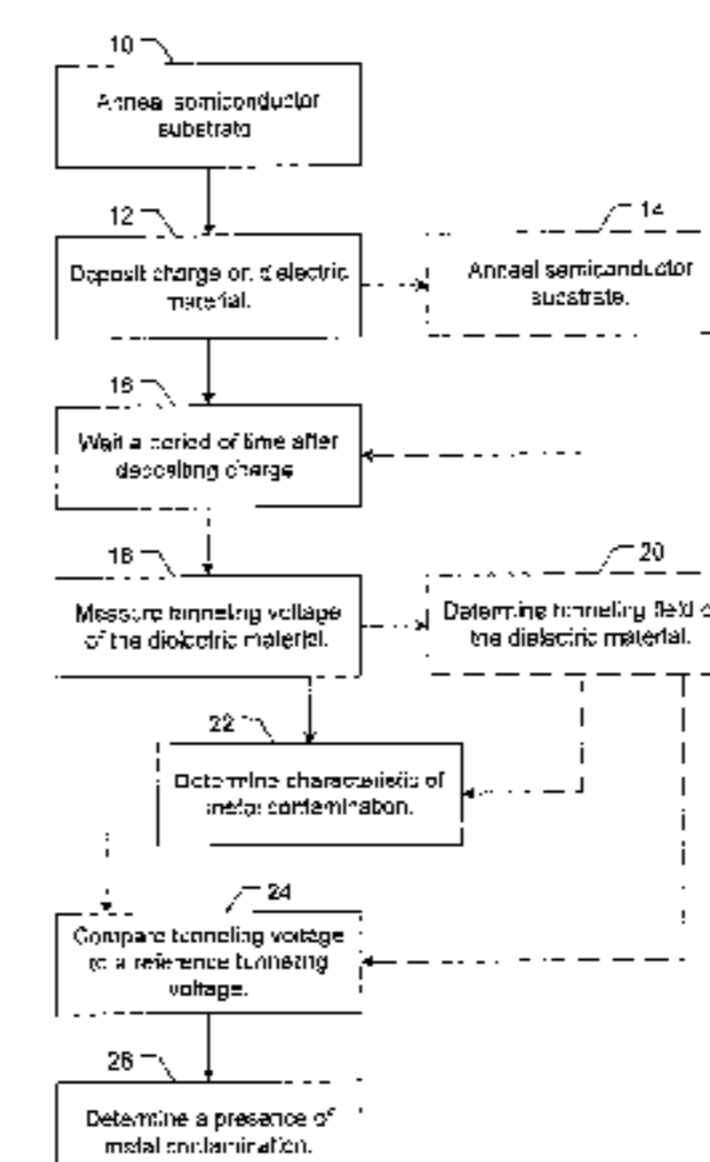 10
Anneal semiconductor
substrate
12
14
Deposit charge on dielectric
material.
Anneal semiconductor
substrate.
16
Wait a period of time after
depositing charge
18
20
Measure tunneling voltage
of the dielectric material.
Determine tunneling field o
the dielectric material.
22
Determine characteristic of
metal contamination.
24
Compare tunneling voltage
to a reference tunneling
voltage.
26
Determine a presence of
metal contamination.